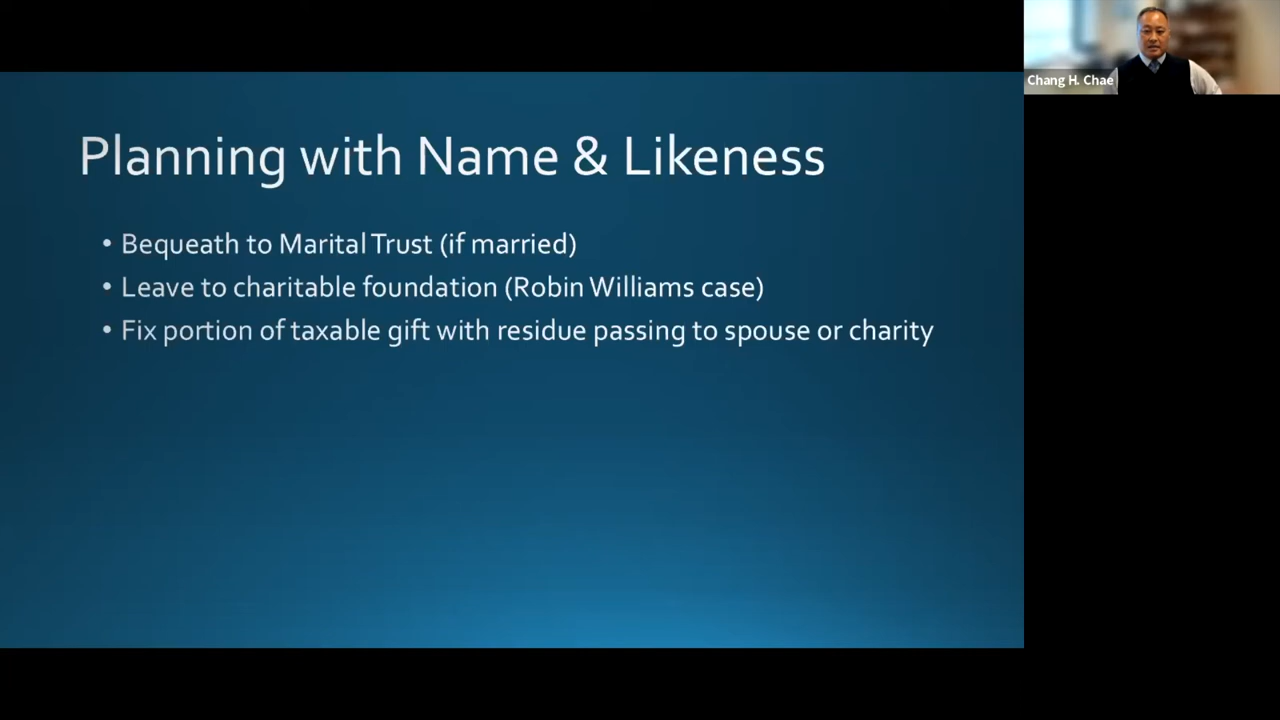 Planning with Name & Likeness
• Bequeath to Marital Trust (if married)
• Leave to charitable foundation (Robin Williams case)
• Fix portion of taxable gift with residue passing to spouse or charity
Chang H. Chae